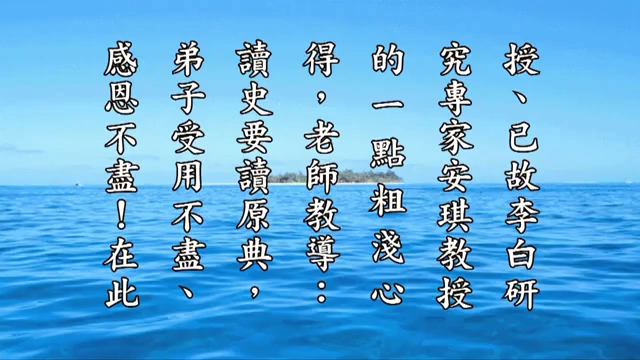 授、已故李白研
究專家安琪教授
的一點粗淺心
得，老師教導：
讀史要讀原典，
弟子受用不盡、
感恩不盡！在此